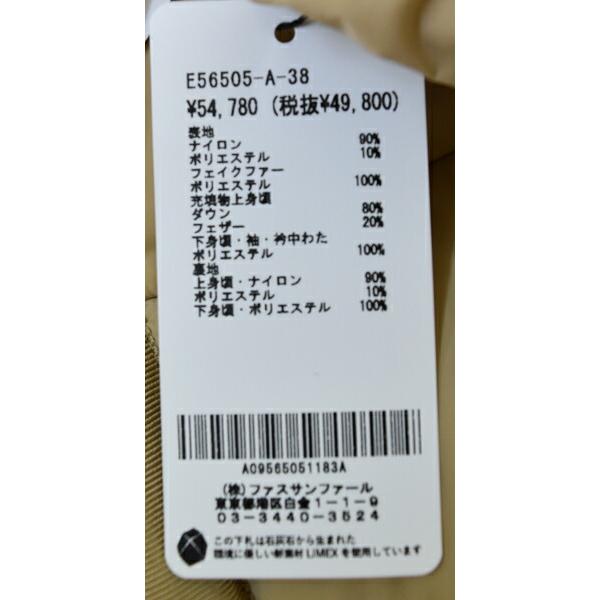 E56505-A-38
¥54,780 (税抜¥49,800)
表地
ナイロン 90%
ポリエステル 10%
フェイクファー
ポリエステル 100%
充填物上身頃
ダウン 80%
フェザー 20%
下身頃・袖・衿中わた
ポリエステル 100%
裏地
上身頃・ナイロン 90%
ポリエステル 10%
下身頃・ポリエステル 100%
A09565051183A
(株)ファスサンファール
東京都港区白金1-1-9
03-3440-3524
この下札は石灰石から生まれた
環境に優しい新素材 LIMEX を使用しています